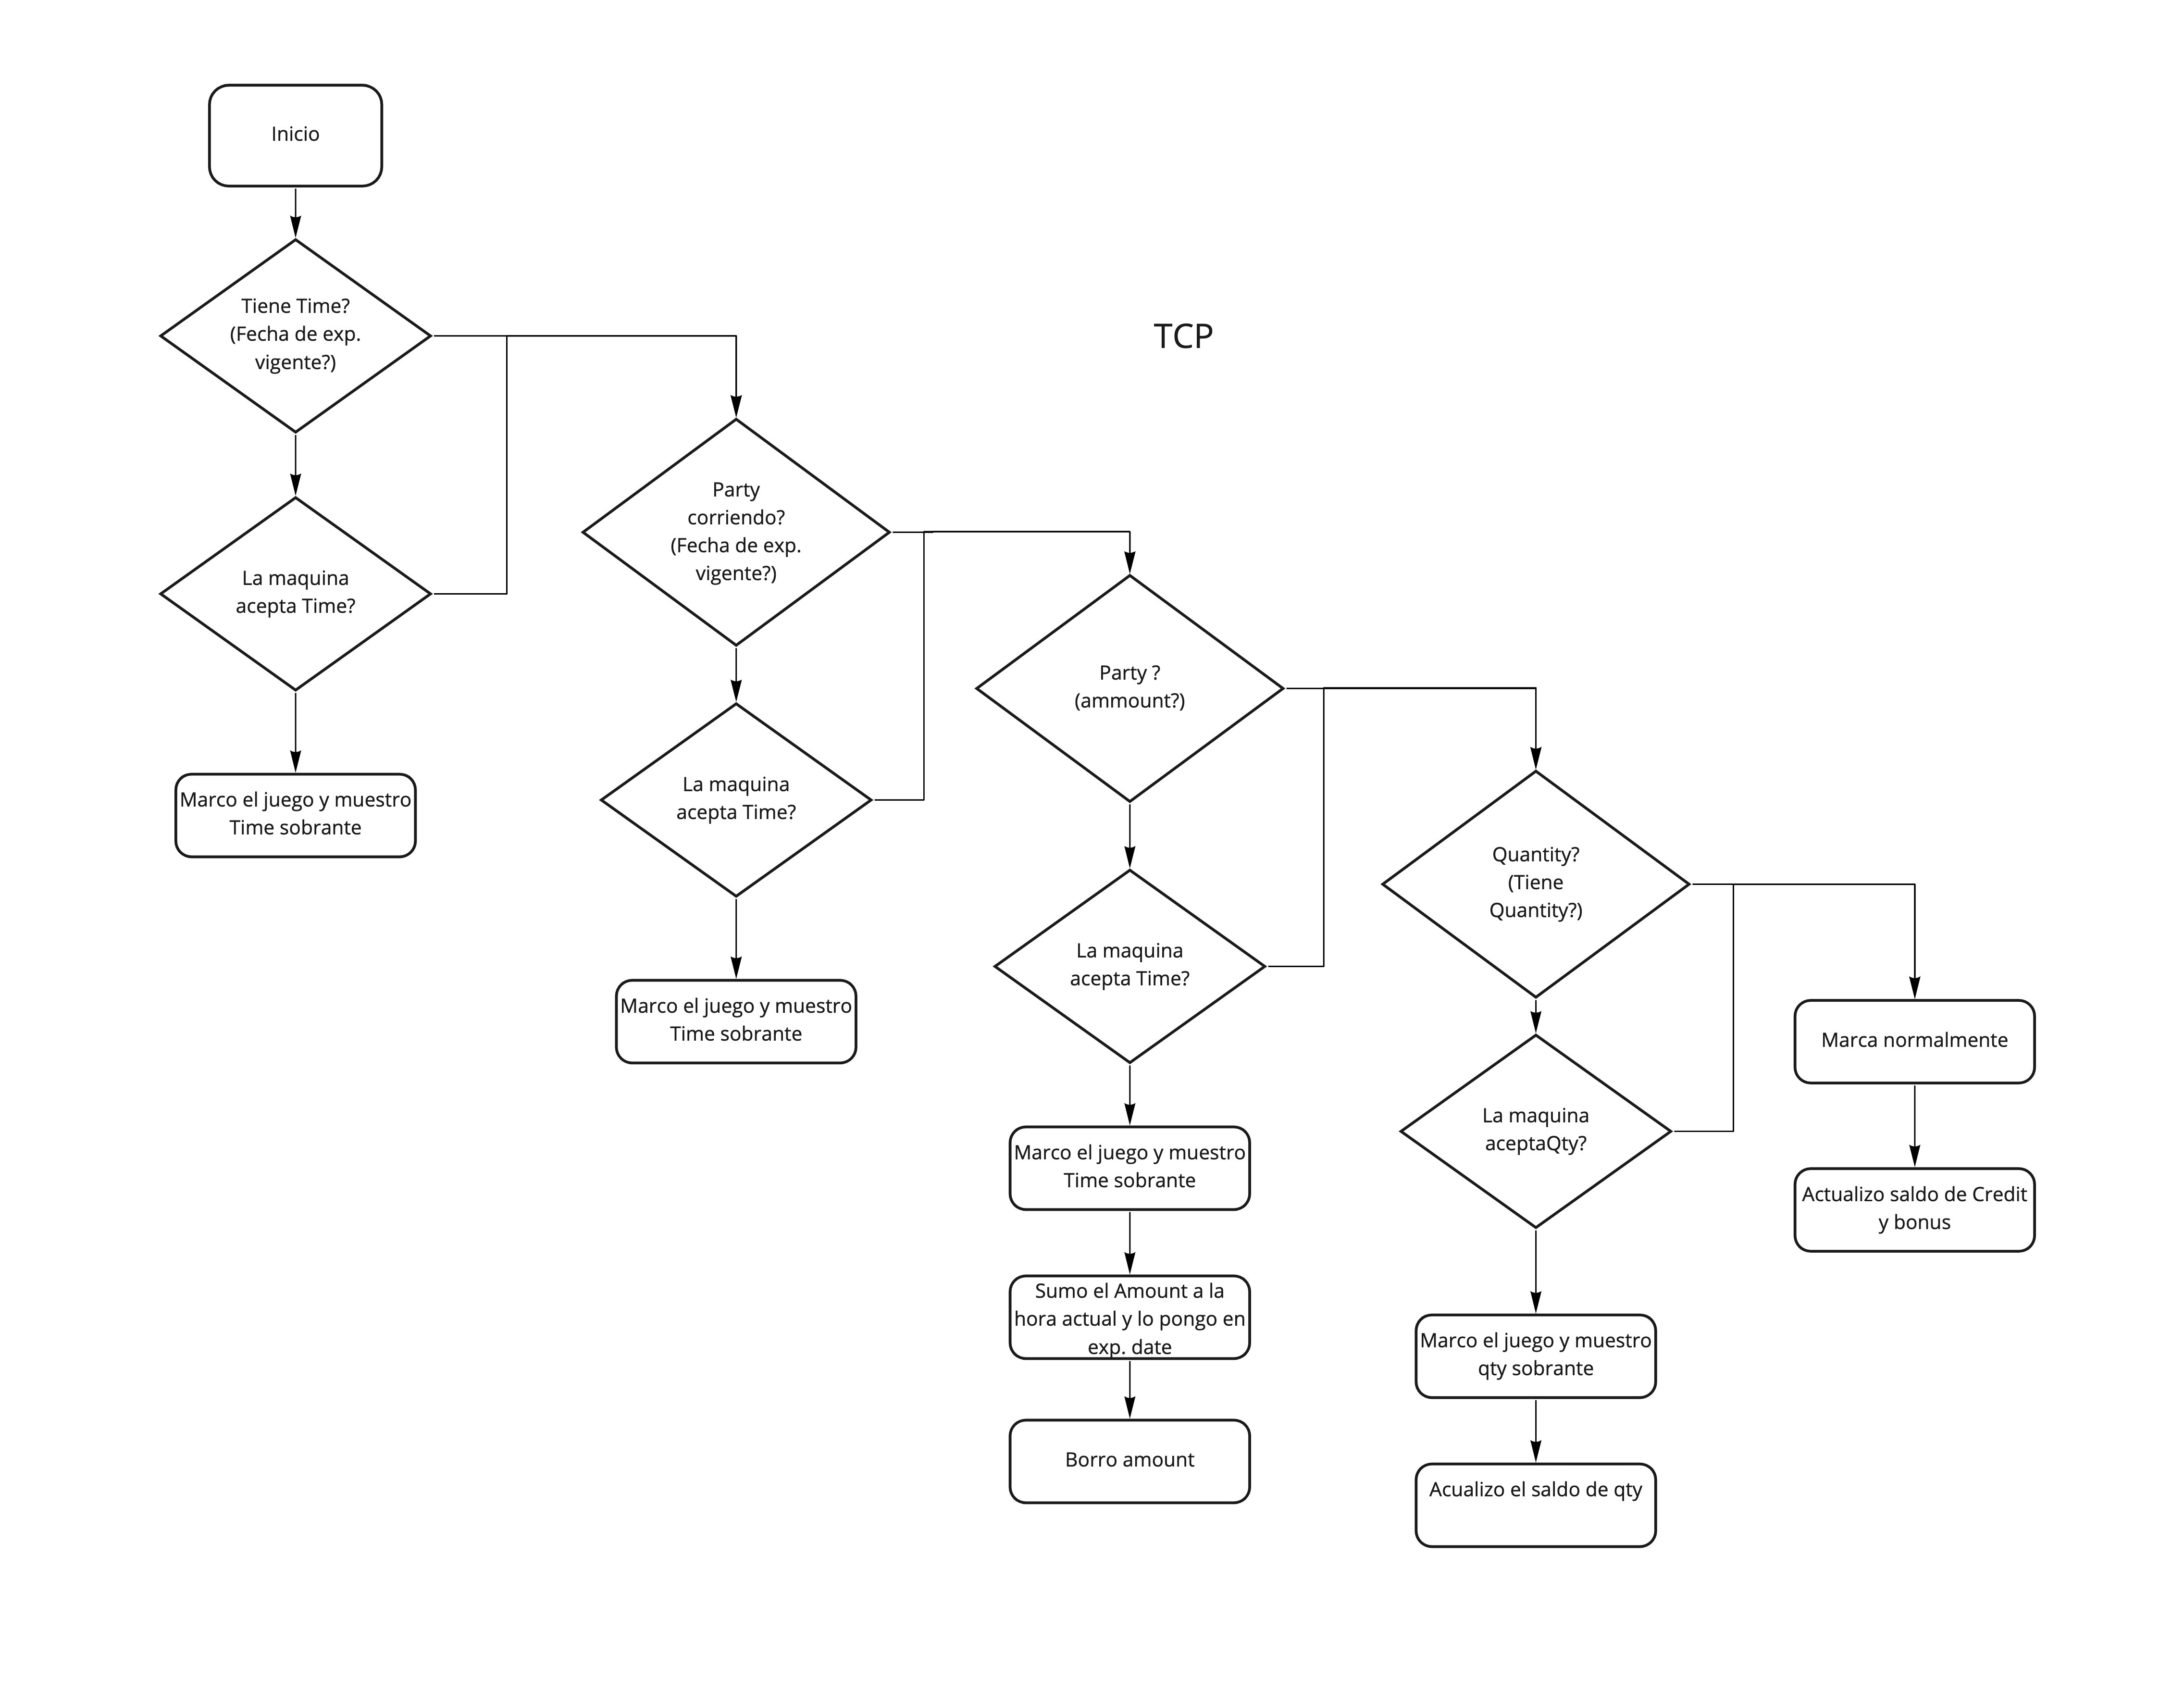 Inicio
Tiene Time?
(Fecha de exp.
vigente?)
TCP
La maquina
acepta Time?
Marco el juego y muestro
Time sobrante
Party
corriendo?
(Fecha de exp.
vigente?)
La maquina
acepta Time?
Marco el juego y muestro
Time sobrante
Party ?
(ammount?)
La maquina
acepta Time?
Marco el juego y muestro
Time sobrante
Sumo el Amount a la
hora actual y lo pongo en
exp. date
Borro amount
Quantity?
(Tiene
Quantity?)
La maquina
aceptaQty?
Marco el juego y muestro
qty sobrante
Acualizo el saldo de qty
Marca normalmente
Actualizo saldo de Credit
y bonus